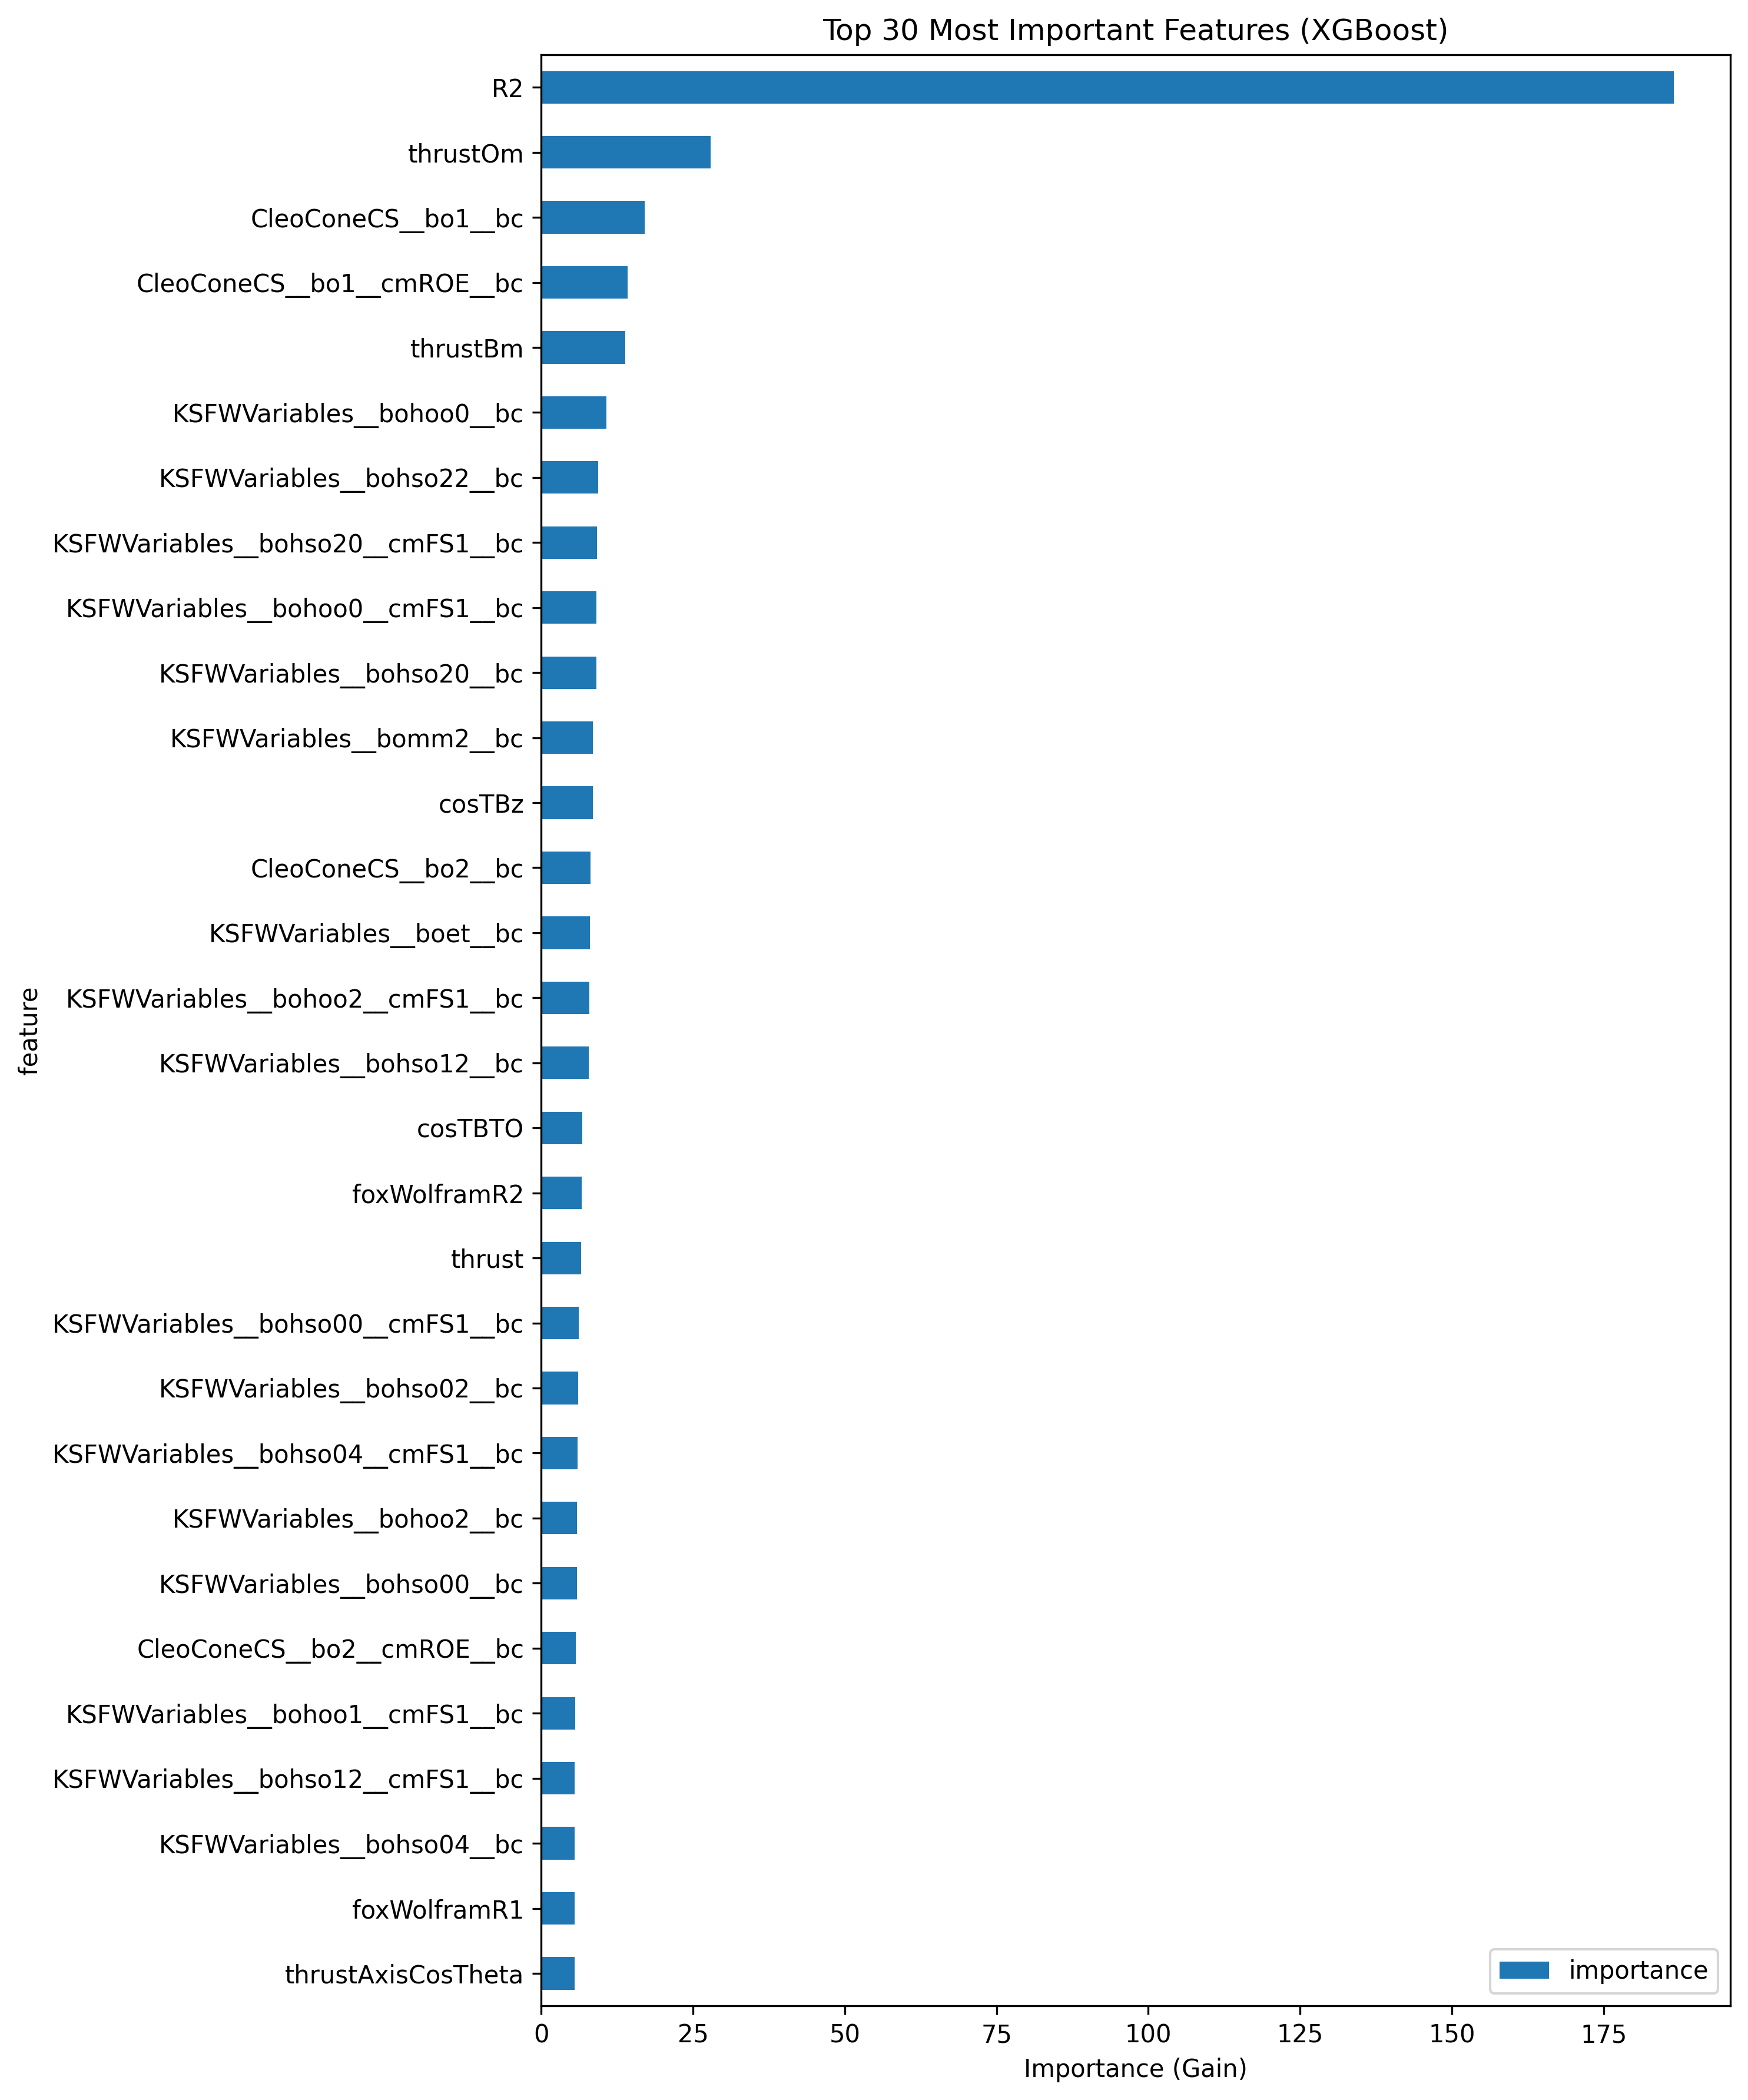 Top 30 Most Important Features (XGBoost)
R2
thrustOm
CleoConeCS__bo1__bc
CleoConeCS__bo1__cmROE__bc
thrustBm
KSFWVariables__bohoo0__bc
KSFWVariables__bohso22__bc
KSFWVariables__bohso20__cmFS1__bc
KSFWVariables__bohoo0__cmFS1__bc
KSFWVariables__bohso20__bc
KSFWVariables__bomm2__bc
cosTBz
CleoConeCS__bo2__bc
KSFWVariables__boet__bc
KSFWVariables__bohoo2__cmFS1__bc
KSFWVariables__bohso12__bc
cosTBTO
foxWolframR2
thrust
KSFWVariables__bohso00__cmFS1__bc
KSFWVariables__bohso02__bc
KSFWVariables__bohso04__cmFS1__bc
KSFWVariables__bohoo2__bc
KSFWVariables__bohso00__bc
CleoConeCS__bo2__cmROE__bc
KSFWVariables__bohoo1__cmFS1__bc
KSFWVariables__bohso12__cmFS1__bc
KSFWVariables__bohso04__bc
foxWolframR1
thrustAxisCosTheta
feature
importance
0 25 50 75 100 125 150 175
Importance (Gain)